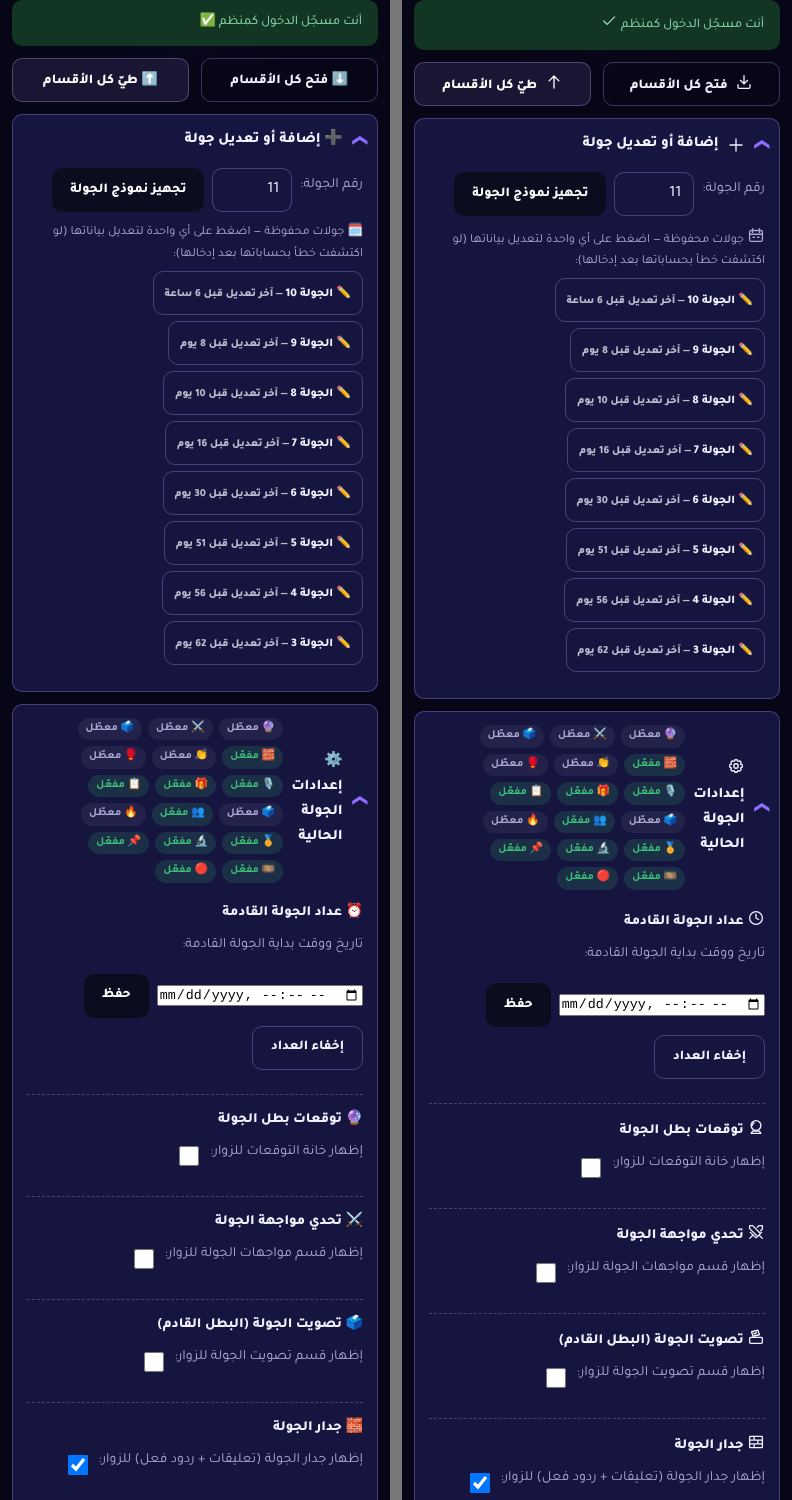 أنت مسجّل الدخول كمنظم ✅
⬇️ فتح كل الأقسام
⬆️ طيّ كل الأقسام
➕ إضافة أو تعديل جولة
رقم الجولة:
11
تجهيز نموذج الجولة
🗓️ جولات محفوظة – اضغط على أي واحدة لتعديل بياناتها (لو
اكتشفت خطأ بحساباتها بعد إدخالها):
✏️ الجولة 10 – آخر تعديل قبل 6 ساعة
✏️ الجولة 9 – آخر تعديل قبل 8 يوم
✏️ الجولة 8 – آخر تعديل قبل 10 يوم
✏️ الجولة 7 – آخر تعديل قبل 16 يوم
✏️ الجولة 6 – آخر تعديل قبل 30 يوم
✏️ الجولة 5 – آخر تعديل قبل 51 يوم
✏️ الجولة 4 – آخر تعديل قبل 56 يوم
✏️ الجولة 3 – آخر تعديل قبل 62 يوم
⚙️
إعدادات
الجولة
الحالية
🔮 معطّل ⚔️ معطّل 🗳️ معطّل
🧱 مفعّل 👏 معطّل 🥊 معطّل
🎙️ مفعّل 🎁 مفعّل 📋 مفعّل
🗳️ معطّل 👥 مفعّل 🔥 معطّل
🏅 مفعّل 🔬 مفعّل 📌 مفعّل
🎞️ مفعّل 🔴 مفعّل
⏰ عداد الجولة القادمة
تاريخ ووقت بداية الجولة القادمة:
mm/dd/yyyy, --:-- --
حفظ
إخفاء العداد
🔮 توقعات بطل الجولة
إظهار خانة التوقعات للزوار:
⚔️ تحدي مواجهة الجولة
إظهار قسم مواجهات الجولة للزوار:
🗳️ تصويت الجولة (البطل القادم)
إظهار قسم تصويت الجولة للزوار:
🧱 جدار الجولة
إظهار جدار الجولة (تعليقات + ردود فعل) للزوار:
أنت مسجّل الدخول كمنظم
فتح كل الأقسام
طيّ كل الأقسام
إضافة أو تعديل جولة
رقم الجولة:
11
تجهيز نموذج الجولة
جولات محفوظة – اضغط على أي واحدة لتعديل بياناتها (لو
اكتشفت خطأ بحساباتها بعد إدخالها):
✏️ الجولة 10 – آخر تعديل قبل 6 ساعة
✏️ الجولة 9 – آخر تعديل قبل 8 يوم
✏️ الجولة 8 – آخر تعديل قبل 10 يوم
✏️ الجولة 7 – آخر تعديل قبل 16 يوم
✏️ الجولة 6 – آخر تعديل قبل 30 يوم
✏️ الجولة 5 – آخر تعديل قبل 51 يوم
✏️ الجولة 4 – آخر تعديل قبل 56 يوم
✏️ الجولة 3 – آخر تعديل قبل 62 يوم
إعدادات
الجولة
الحالية
🔮 معطّل ⚔️ معطّل 🗳️ معطّل
🧱 مفعّل 👏 معطّل 🥊 معطّل
🎙️ مفعّل 🎁 مفعّل 📋 مفعّل
🗳️ معطّل 👥 مفعّل 🔥 معطّل
🏅 مفعّل 🔬 مفعّل 📌 مفعّل
🎞️ مفعّل 🔴 مفعّل
عداد الجولة القادمة
تاريخ ووقت بداية الجولة القادمة:
mm/dd/yyyy, --:-- --
حفظ
إخفاء العداد
توقعات بطل الجولة
إظهار خانة التوقعات للزوار:
تحدي مواجهة الجولة
إظهار قسم مواجهات الجولة للزوار:
تصويت الجولة (البطل القادم)
إظهار قسم تصويت الجولة للزوار:
جدار الجولة
إظهار جدار الجولة (تعليقات + ردود فعل) للزوار: